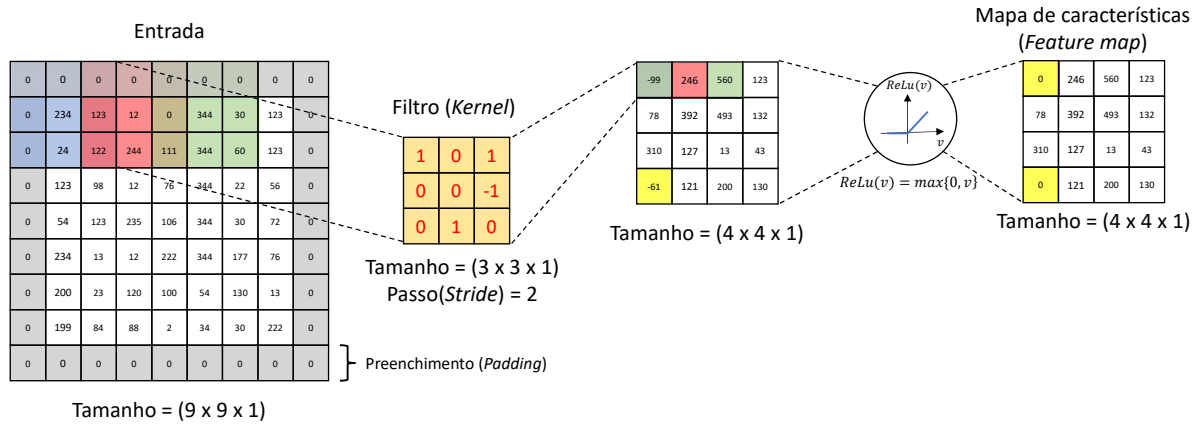 Entrada
0 0 0 0 0 0 0 0 0
0 234 123 12 0 344 30 123 0
0 24 122 244 111 344 60 123 0
0 123 98 12 76 344 22 56 0
0 54 123 235 106 344 30 72 0
0 234 13 12 222 344 177 76 0
0 200 23 120 100 54 130 13 0
0 199 84 88 2 34 30 222 0
0 0 0 0 0 0 0 0 0
Preenchimento (Padding)
Tamanho = (9 x 9 x 1)
Filtro (Kernel)
1 0 1
0 0 -1
0 1 0
Tamanho = (3 x 3 x 1)
Passo(Stride) = 2
-99 246 560 123
78 392 493 132
310 127 13 43
-61 121 200 130
Tamanho = (4 x 4 x 1)
ReLu(v)
v
ReLu(v) = max{0, v}
Mapa de característícas
(Feature map)
0 246 560 123
78 392 493 132
310 127 13 43
0 121 200 130
Tamanho = (4 x 4 x 1)